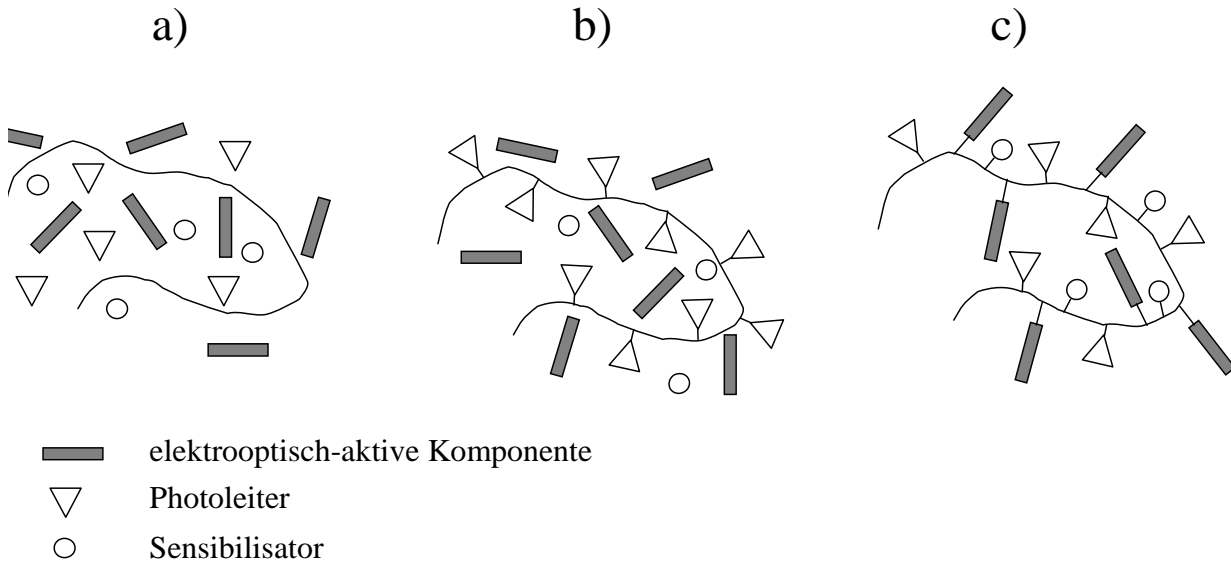 a) b) c)
elektrooptisch-aktive Komponente
Photoleiter
Sensibilisator